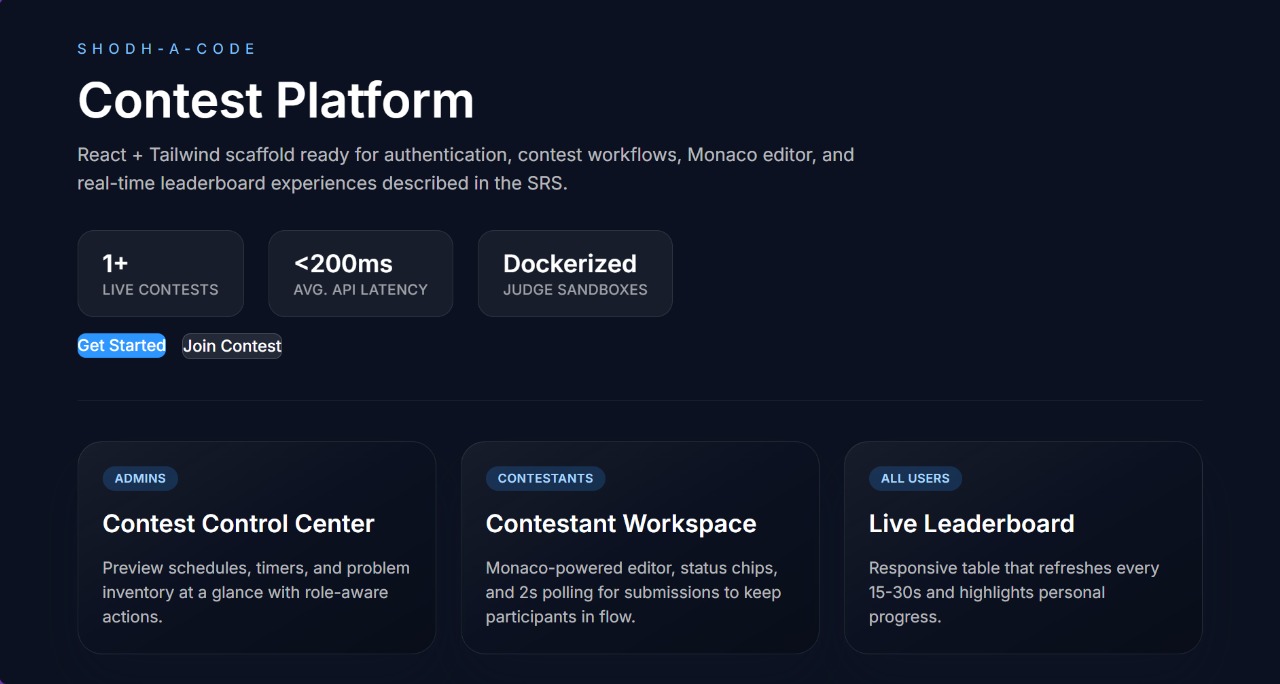 SHODH-A-CODE
Contest Platform
React + Tailwind scaffold ready for authentication, contest workflows, Monaco editor, and
real-time leaderboard experiences described in the SRS.
1+
LIVE CONTESTS
<200ms
AVG. API LATENCY
Dockerized
JUDGE SANDBOXES
Get Started
Join Contest
ADMINS
Contest Control Center
Preview schedules, timers, and problem
inventory at a glance with role-aware
actions.
CONTESTANTS
Contestant Workspace
Monaco-powered editor, status chips,
and 2s polling for submissions to keep
participants in flow.
ALL USERS
Live Leaderboard
Responsive table that refreshes every
15-30s and highlights personal
progress.